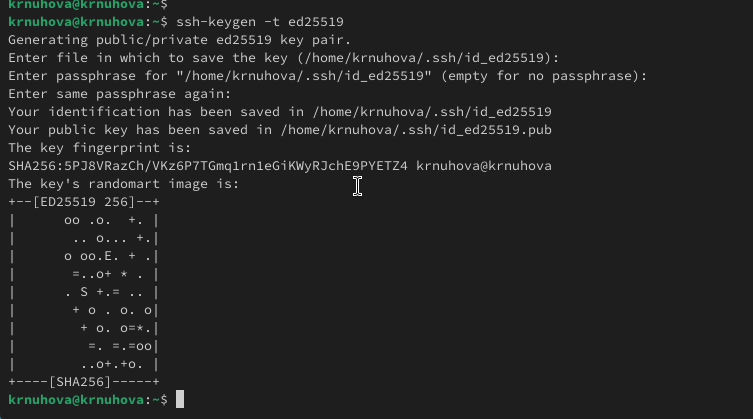 krnuhova@krnuhova:~$
krnuhova@krnuhova:~$ ssh-keygen -t ed25519
Generating public/private ed25519 key pair.
Enter file in which to save the key (/home/krnuhova/.ssh/id_ed25519):
Enter passphrase for "/home/krnuhova/.ssh/id_ed25519" (empty for no passphrase):
Enter same passphrase again:
Your identification has been saved in /home/krnuhova/.ssh/id_ed25519
Your public key has been saved in /home/krnuhova/.ssh/id_ed25519.pub
The key fingerprint is:
SHA256:5PJ8VRazCh/VKz6P7TGmq1rn1eGiKWyRJchE9PYETZ4 krnuhova@krnuhova
The key's randomart image is:
+--[ED25519 256]--+
|      oo .o.  +. |
|       .. o... +.|
|      o oo.E. + .|
|       =..o+ * . |
|      . S +.= .. |
|       + o . o. o|
|        + o. o=*.|
|         =. =.=oo|
|        ..o+.+o. |
+----[SHA256]-----+
krnuhova@krnuhova:~$